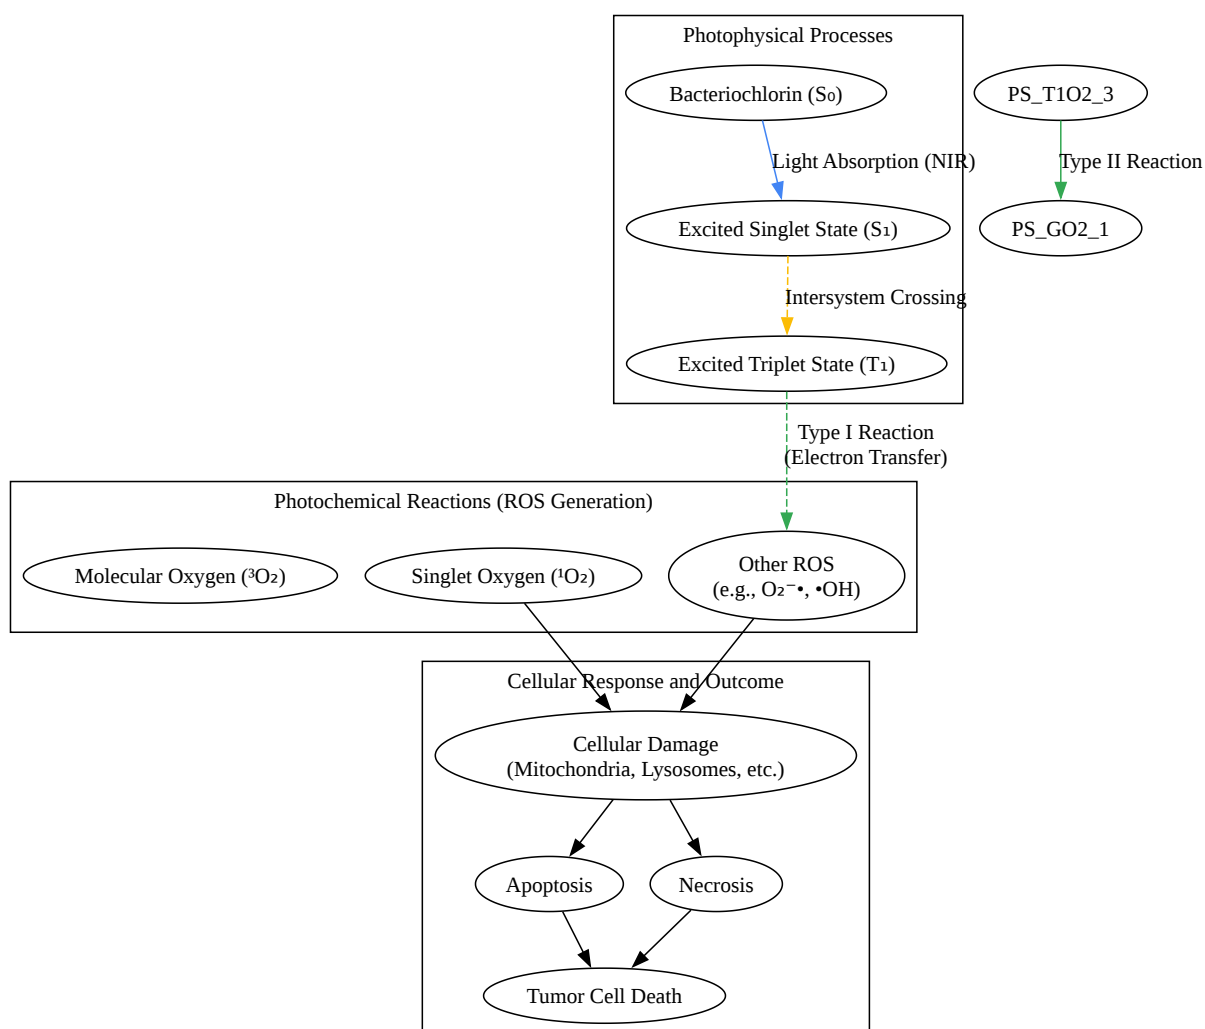 Photophysical Processes
Bacteriochlorin (S₀)
PS_T1O2_3
Light Absorption (NIR)
Type II Reaction
Excited Singlet State (S₁)
PS_GO2_1
Intersystem Crossing
Excited Triplet State (T₁)
Type I Reaction
(Electron Transfer)
Photochemical Reactions (ROS Generation)
Molecular Oxygen (³O₂)
Singlet Oxygen (¹O₂)
Other ROS
(e.g., O₂⁻•, •OH)
Cellular Response and Outcome
Cellular Damage
(Mitochondria, Lysosomes, etc.)
Apoptosis
Necrosis
Tumor Cell Death